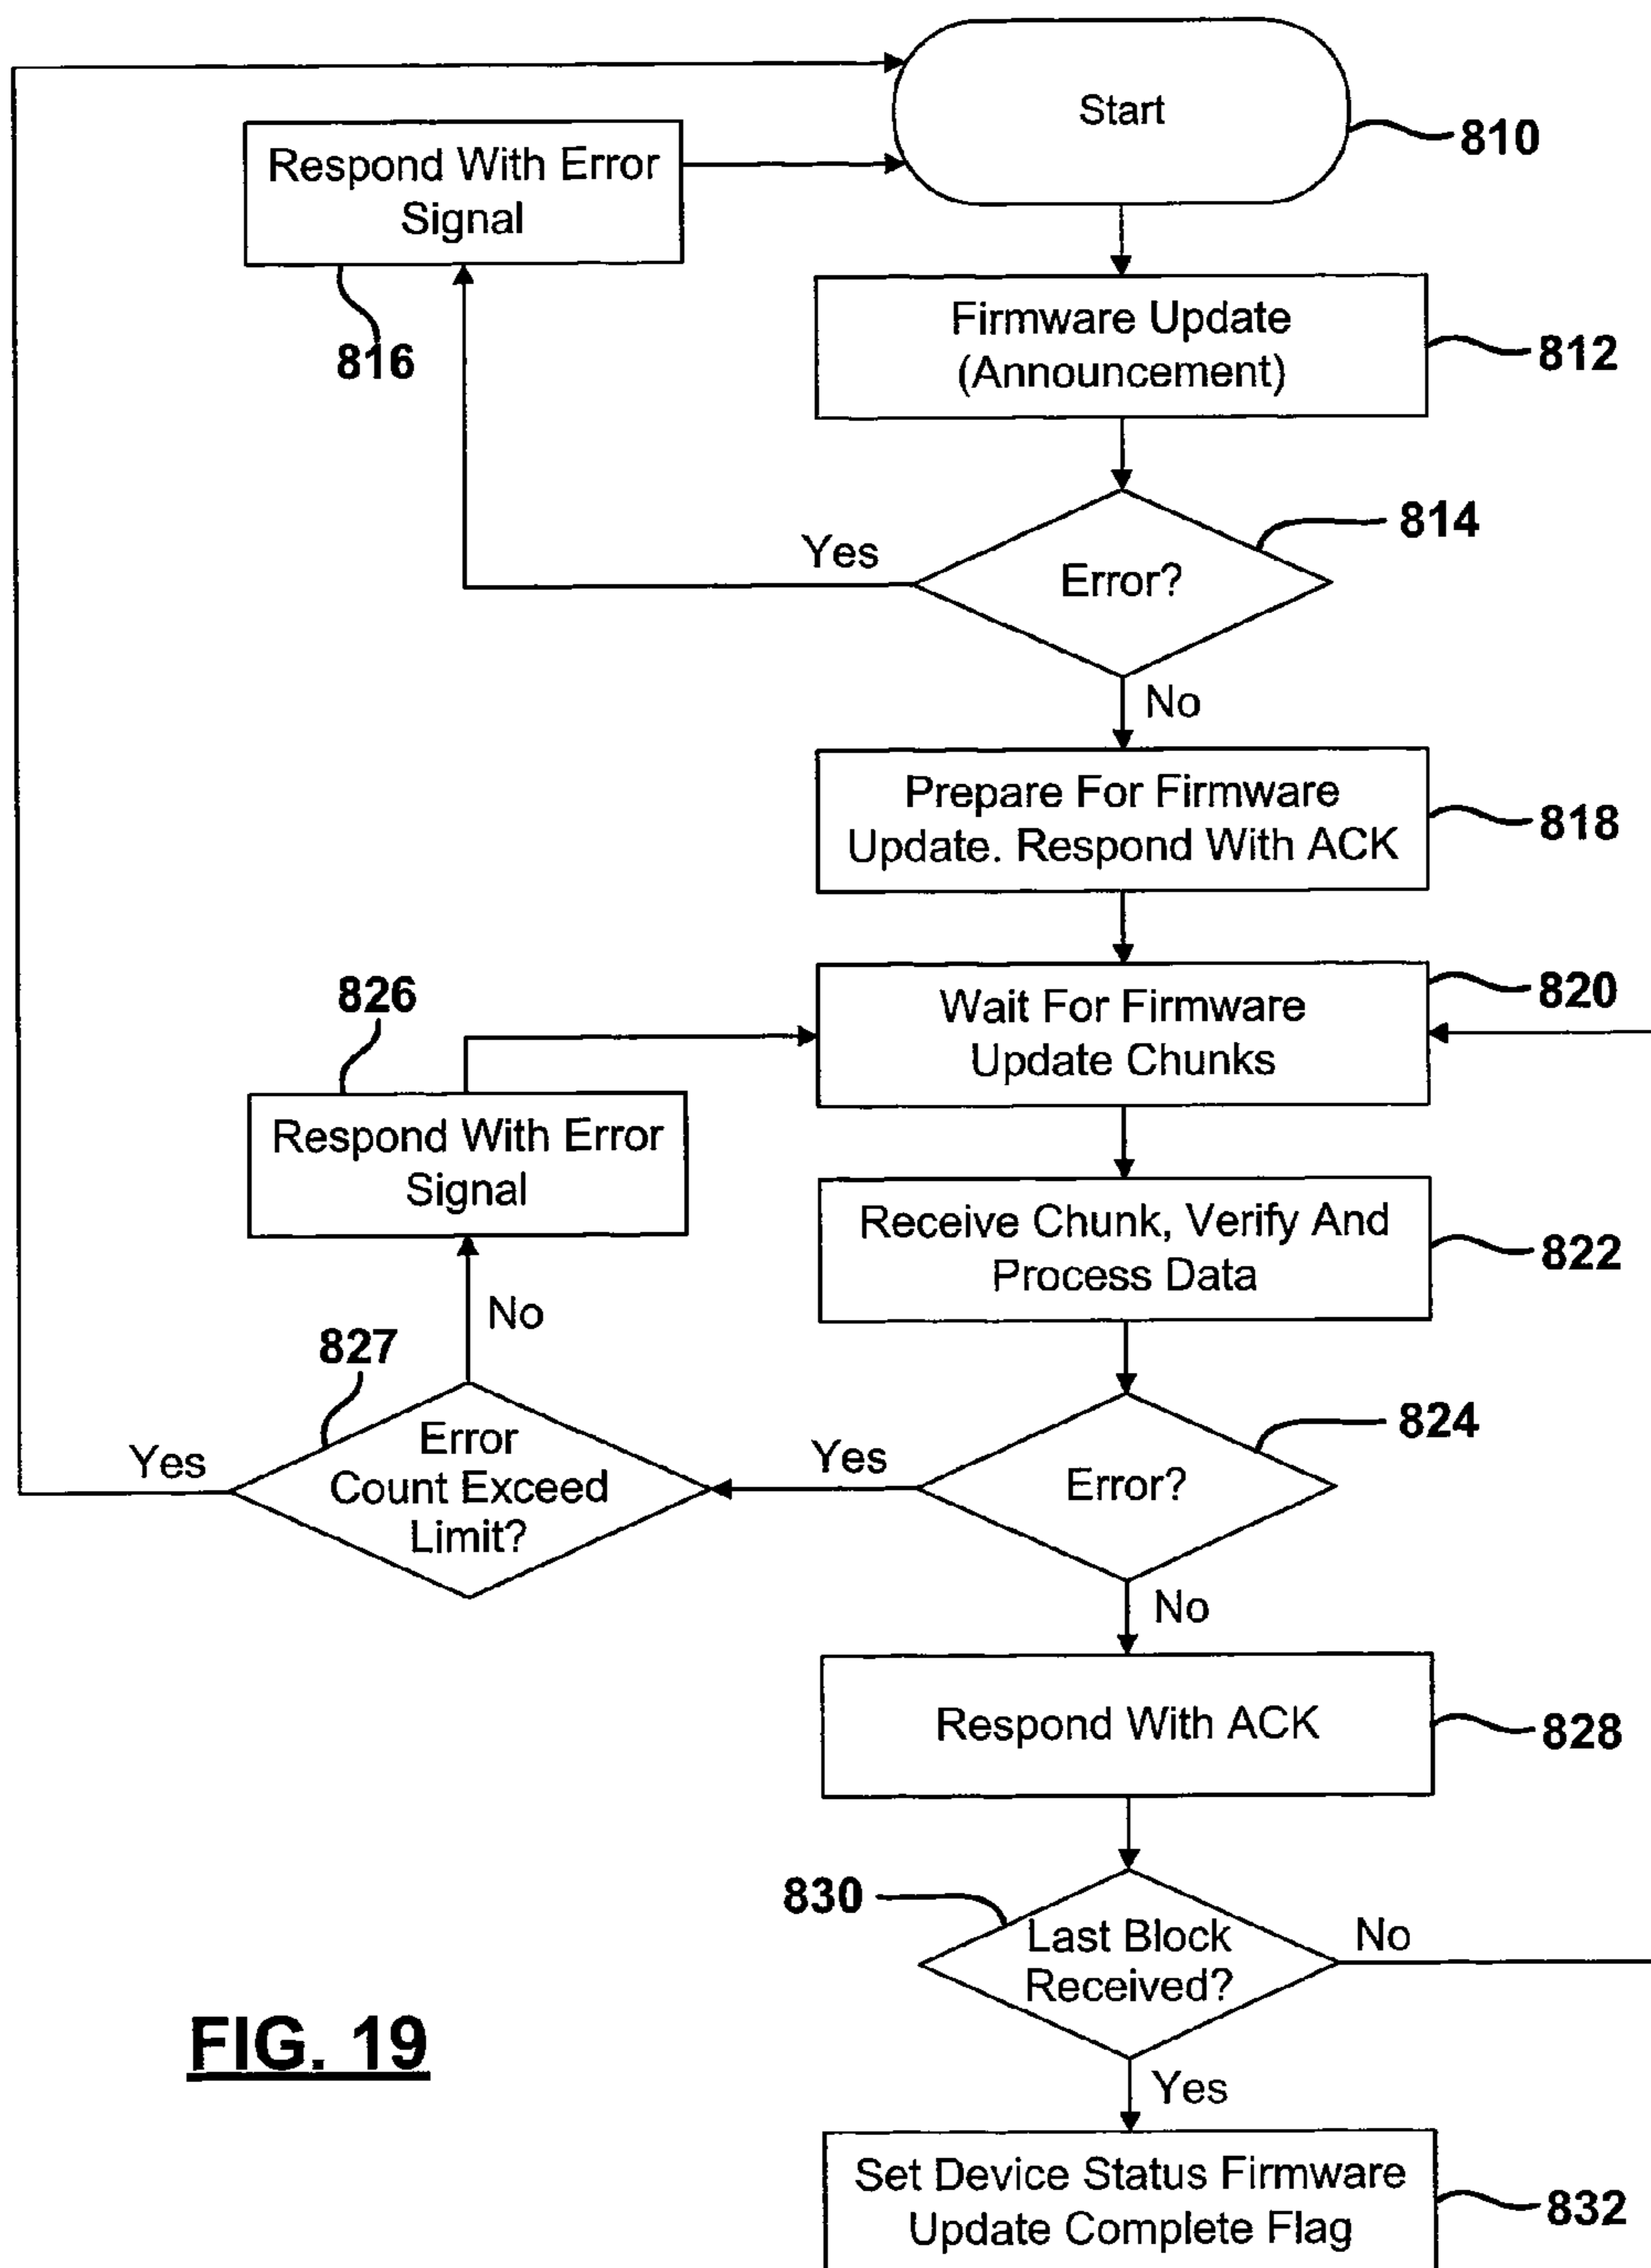 Start
810
Respond With Error
Signal
816
Firmware Update
(Announcement)
812
Yes
Error?
814
No
Prepare For Firmware
Update. Respond With ACK
818
Wait For Firmware
Update Chunks
820
826
Respond With Error
Signal
Receive Chunk, Verify And
Process Data
822
No
827
Error
Count Exceed
Limit?
Yes
Yes
Error?
824
No
Respond With ACK
828
830
Last Block
Received?
No
Yes
Set Device Status Firmware
Update Complete Flag
832
FIG. 19